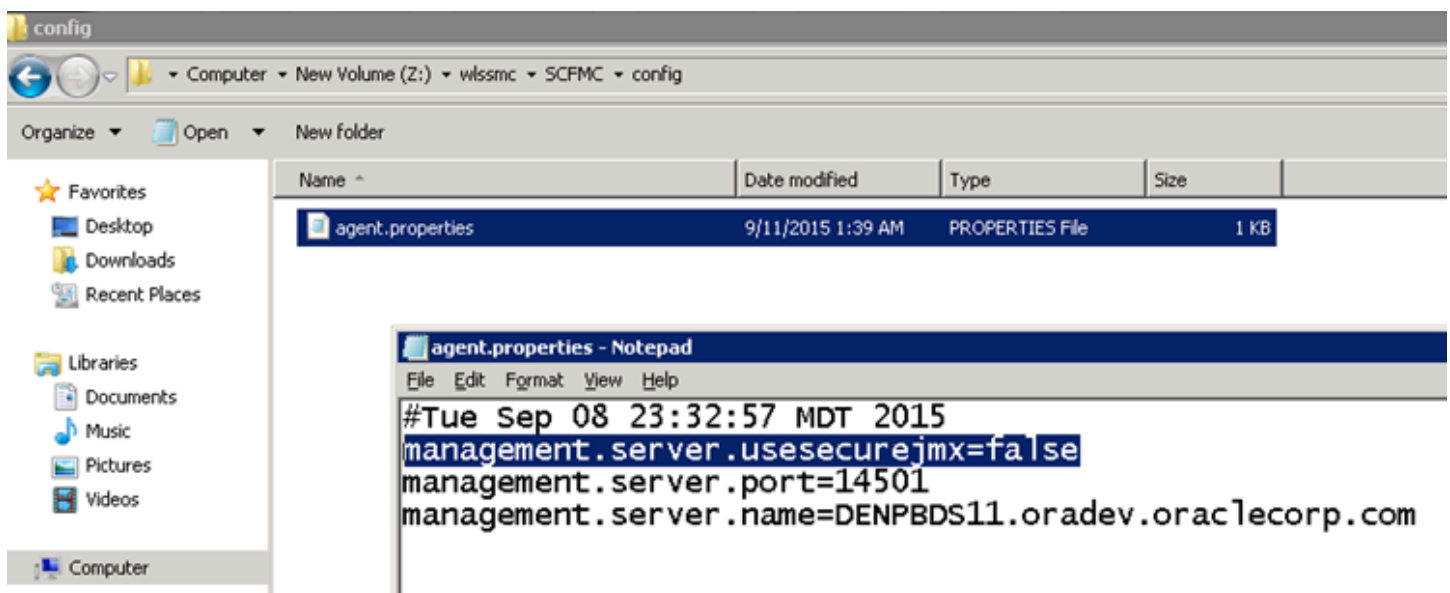 config
Computer New Volume (Z:) wlssmc SCFMC config
Organize Open New folder
Name Date modified Type Size
agent.properties 9/11/2015 1:39 AM PROPERTIES File 1 KB
Favorites
Desktop
Downloads
Recent Places
Libraries
Documents
Music
Pictures
Videos
Computer
agent.properties - Notepad
File Edit Format View Help
#Tue Sep 08 23:32:57 MDT 2015
management.server.usesecurejmx=false
management.server.port=14501
management.server.name=DENPBDS11.oradev.oraclecorp.com